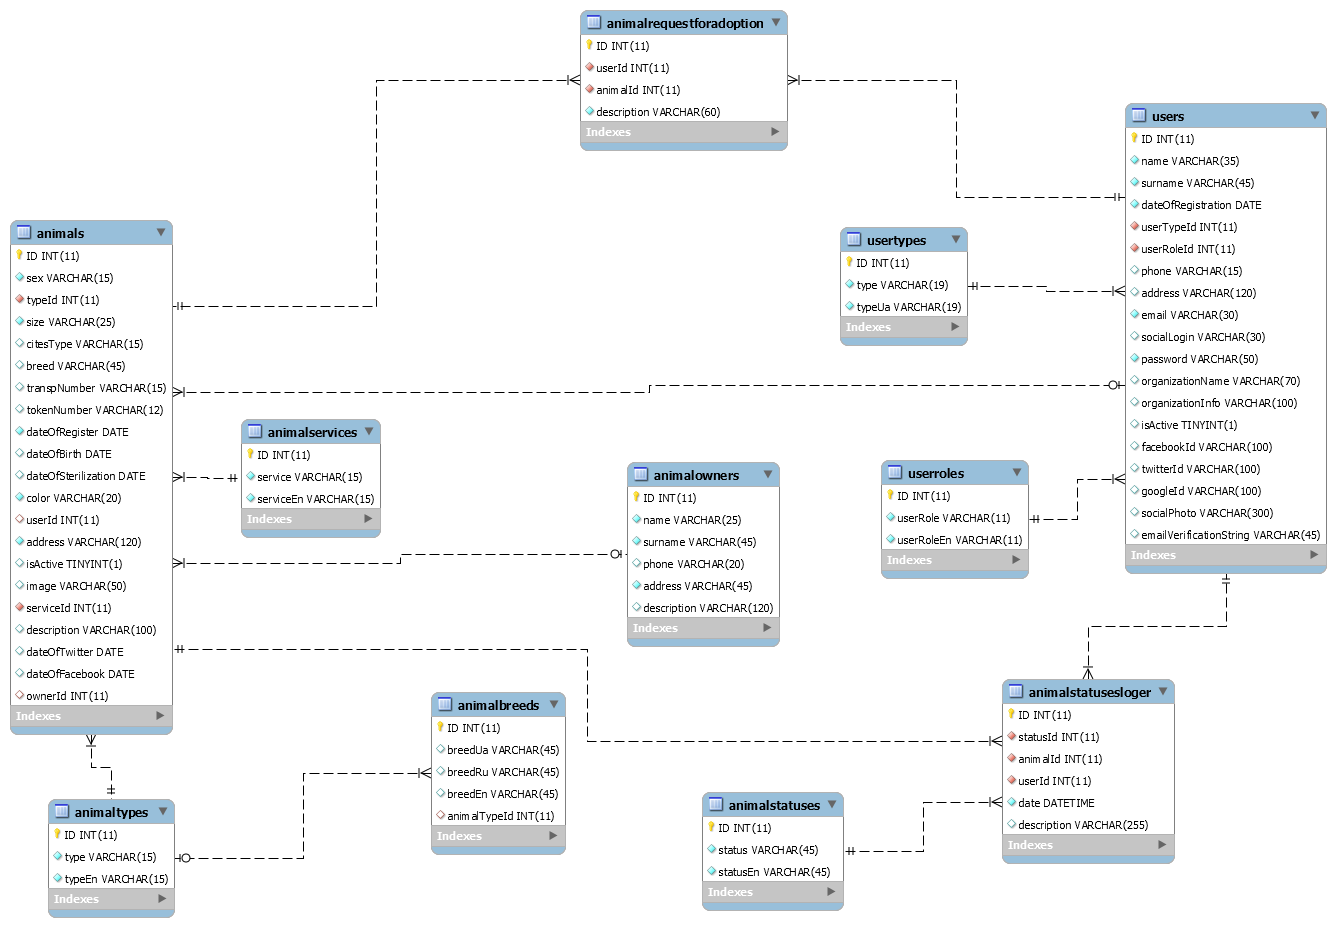 animalrequestforadoption
ID INT(11)
userId INT(11)
animalId INT(11)
description VARCHAR(60)
Indexes
users
ID INT(11)
name VARCHAR(35)
surname VARCHAR(45)
dateOfRegistration DATE
userTypeId INT(11)
userRoleId INT(11)
phone VARCHAR(15)
address VARCHAR(120)
email VARCHAR(30)
socialLogin VARCHAR(30)
password VARCHAR(50)
organizationName VARCHAR(70)
organizationInfo VARCHAR(100)
isActive TINYINT(1)
facebookId VARCHAR(100)
twitterId VARCHAR(100)
googleId VARCHAR(100)
socialPhoto VARCHAR(300)
emailVerificationString VARCHAR(45)
Indexes
animals
ID INT(11)
sex VARCHAR(15)
typeId INT(11)
size VARCHAR(25)
citesType VARCHAR(15)
breed VARCHAR(45)
transpNumber VARCHAR(15)
tokenNumber VARCHAR(12)
dateOfRegister DATE
dateOfBirth DATE
dateOfSterilization DATE
color VARCHAR(20)
userId INT(11)
address VARCHAR(120)
isActive TINYINT(1)
image VARCHAR(50)
serviceId INT(11)
description VARCHAR(100)
dateOfTwitter DATE
dateOfFacebook DATE
ownerId INT(11)
Indexes
usertypes
ID INT(11)
type VARCHAR(19)
typeUa VARCHAR(19)
Indexes
animalservices
ID INT(11)
service VARCHAR(15)
serviceEn VARCHAR(15)
Indexes
animalowners
ID INT(11)
name VARCHAR(25)
surname VARCHAR(45)
phone VARCHAR(20)
address VARCHAR(45)
description VARCHAR(120)
Indexes
userroles
ID INT(11)
userRole VARCHAR(11)
userRoleEn VARCHAR(11)
Indexes
animalbreeds
ID INT(11)
breedUa VARCHAR(45)
breedRu VARCHAR(45)
breedEn VARCHAR(45)
animalTypeId INT(11)
Indexes
animalstatusesloger
ID INT(11)
statusId INT(11)
animalId INT(11)
userId INT(11)
date DATETIME
description VARCHAR(255)
Indexes
animaltypes
ID INT(11)
type VARCHAR(15)
typeEn VARCHAR(15)
Indexes
animalstatuses
ID INT(11)
status VARCHAR(45)
statusEn VARCHAR(45)
Indexes